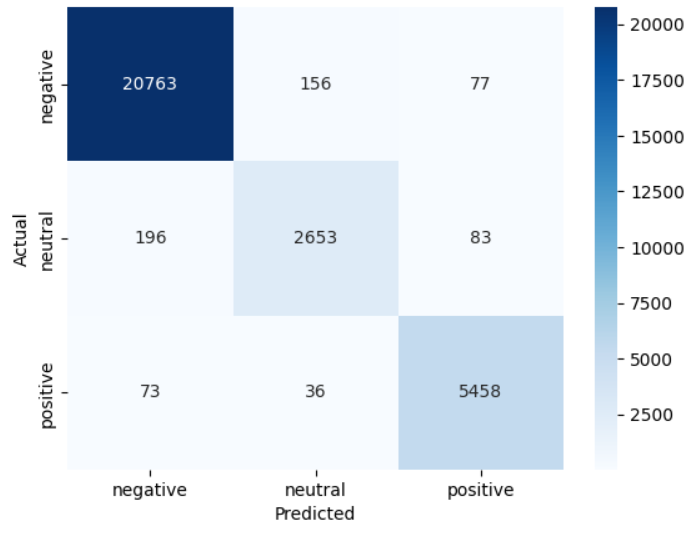 negative
neutral
positive
Actual
20763 156 77
196 2653 83
73 36 5458
negative neutral positive
Predicted
20000
17500
15000
12500
10000
7500
5000
2500